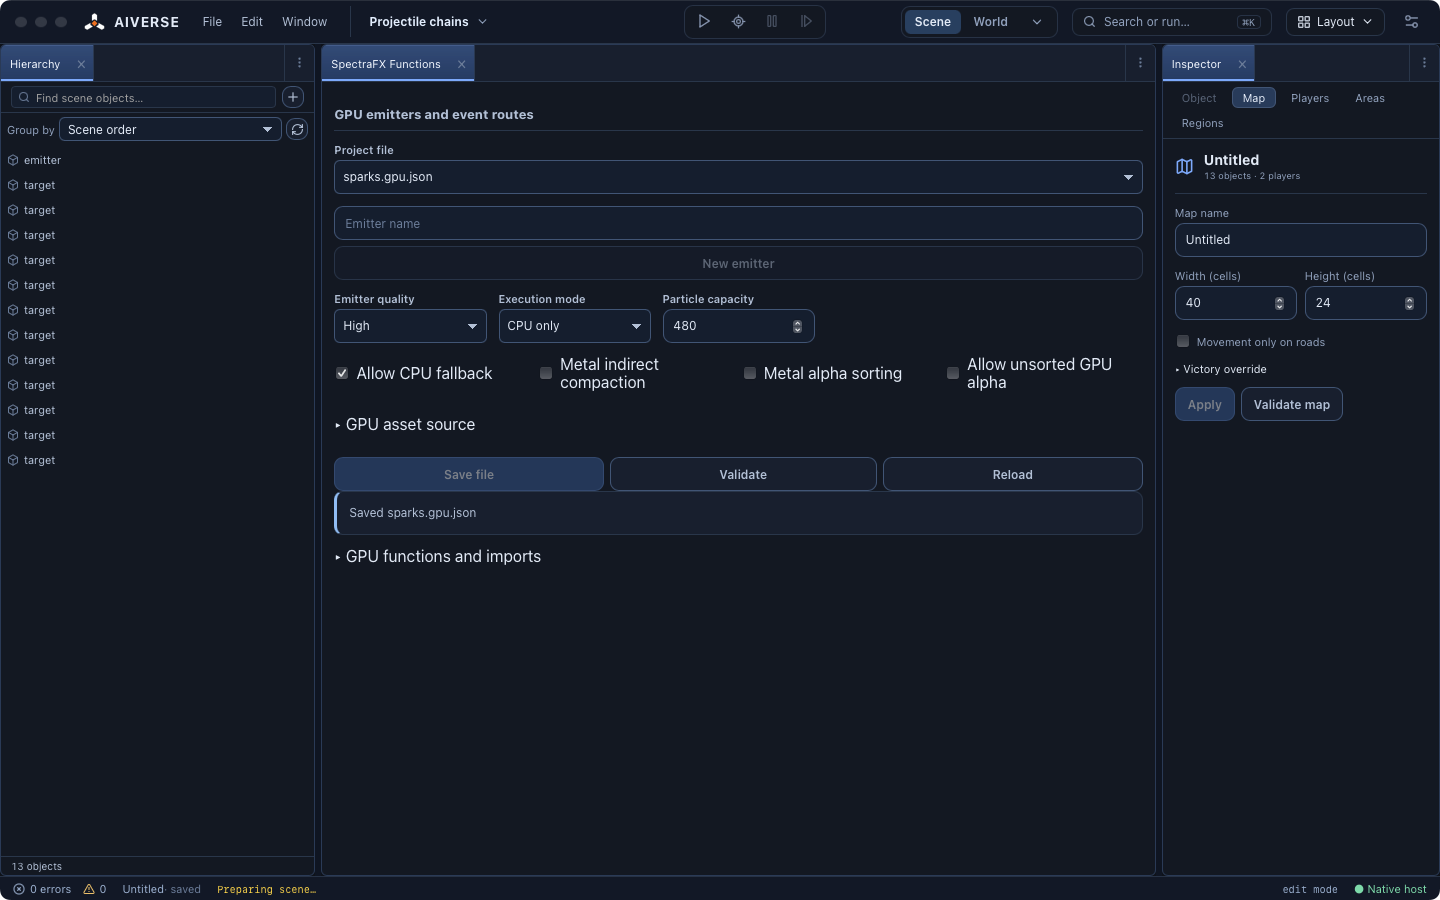 AIVERSE File Edit Window Projectile chains Scene World Search or run... ⌘K Layout
Hierarchy
Find scene objects...
Group by Scene order
emitter
target
target
target
target
target
target
target
target
target
target
target
target
13 objects
SpectraFX Functions
GPU emitters and event routes
Project file
sparks.gpu.json
Emitter name
New emitter
Emitter quality Execution mode Particle capacity
High CPU only 480
Allow CPU fallback
Metal indirect
compaction
Metal alpha sorting
Allow unsorted GPU
alpha
GPU asset source
Save file Validate Reload
Saved sparks.gpu.json
GPU functions and imports
Inspector
Object Map Players Areas
Regions
Untitled
13 objects · 2 players
Map name
Untitled
Width (cells) Height (cells)
40 24
Movement only on roads
Victory override
Apply Validate map
0 errors 0 Untitled · saved Preparing scene… edit mode Native host